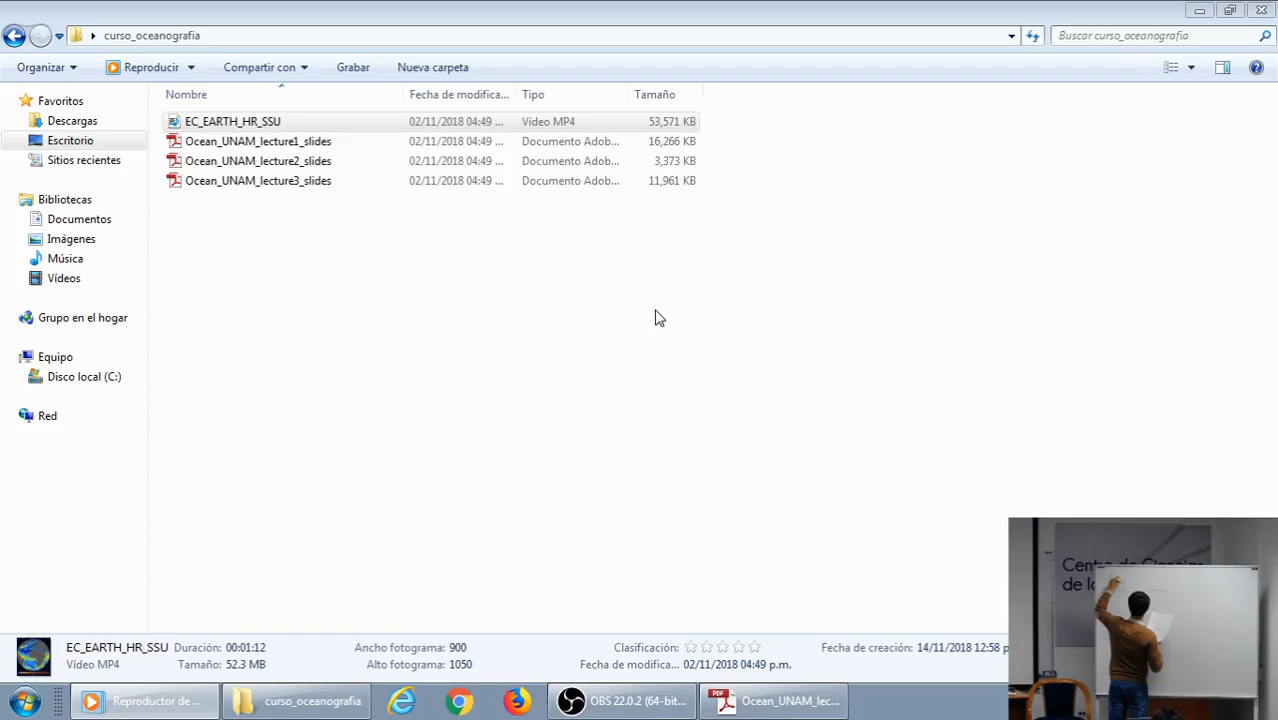 curso_oceanografia
Buscar curso_oceanografia
Organizar Reproducir Compartir con Grabar Nueva carpeta
Nombre Fecha de modifica... Tipo Tamaño
EC_EARTH_HR_SSU 02/11/2018 04:49 ... Vídeo MP4 53,571 KB
Ocean_UNAM_lecture1_slides 02/11/2018 04:49 ... Documento Adob... 16,266 KB
Ocean_UNAM_lecture2_slides 02/11/2018 04:49 ... Documento Adob... 3,373 KB
Ocean_UNAM_lecture3_slides 02/11/2018 04:49 ... Documento Adob... 11,961 KB
Favoritos
Descargas
Escritorio
Sitios recientes
Bibliotecas
Documentos
Imágenes
Música
Vídeos
Grupo en el hogar
Equipo
Disco local (C:)
Red
Centro de Ciencias
de la
EC_EARTH_HR_SSU Duración: 00:01:12 Ancho fotograma: 900 Clasificación: Fecha de creación: 14/11/2018 12:58 p
Vídeo MP4 Tamaño: 52.3 MB Alto fotograma: 1050 Fecha de modifica... 02/11/2018 04:49 p.m.
Reproductor de ... curso_oceanografia OBS 22.0.2 (64-bit... PDF Ocean_UNAM_lec...